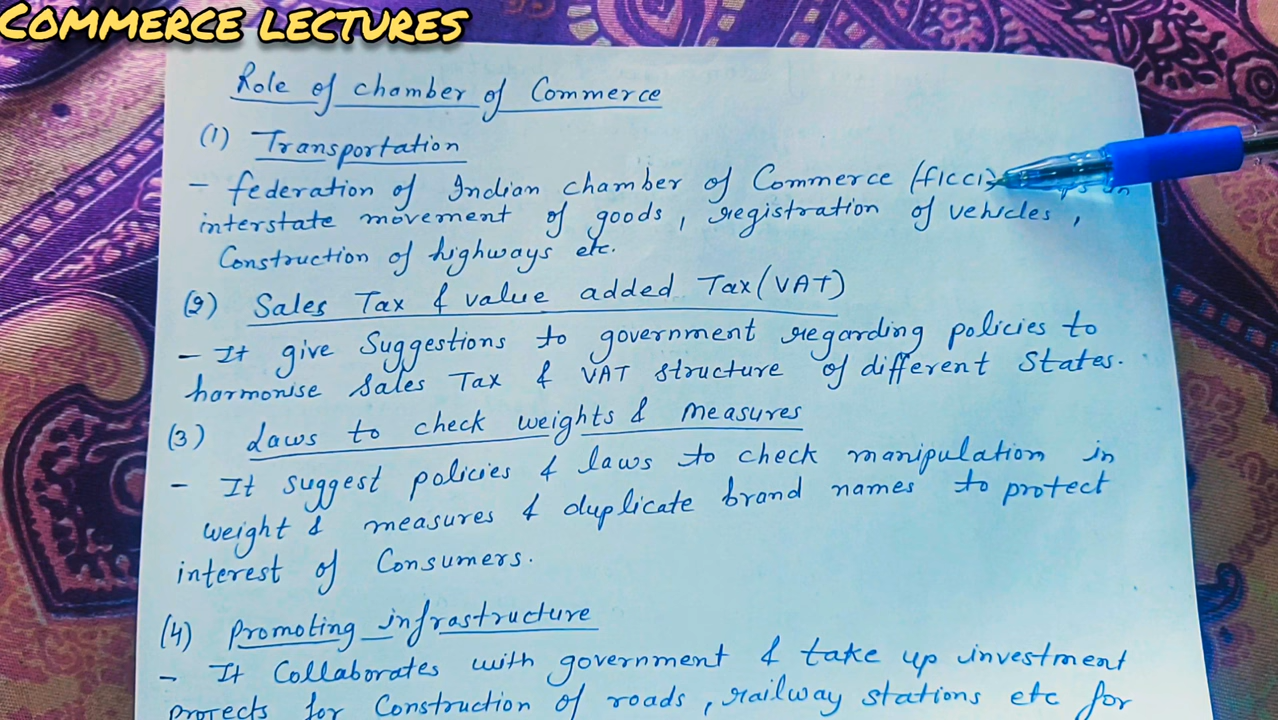 COMMERCE LECTURES
Role of chamber of Commerce
(1) Transportation
- federation of Indian chamber of Commerce (FICCI) in
interstate movement of goods, registration of vehicles,
Construction of highways etc.
(2) Sales Tax & value added Tax (VAT)
- It give Suggestions to government regarding policies to
harmonise Sales Tax & VAT structure of different States.
(3) Laws to check weights & measures
- It suggest policies & laws to check manipulation in
weight & measures & duplicate brand names to protect
interest of Consumers.
(4) Promoting infrastructure
- It Collaborates with government & take up investment
projects for Construction of roads, railway stations etc for